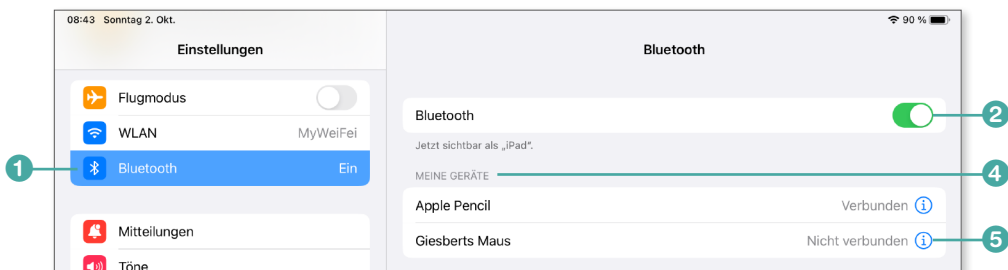 08:43 Sonntag 2. Okt.
90 %
Einstellungen
Bluetooth
Flugmodus
WLAN MyWeiFei
1 Bluetooth Ein
Mitteilungen
Töne
Bluetooth 2
Jetzt sichtbar als „iPad“.
MEINE GERÄTE 4
Apple Pencil Verbunden
Giesberts Maus Nicht verbunden 5